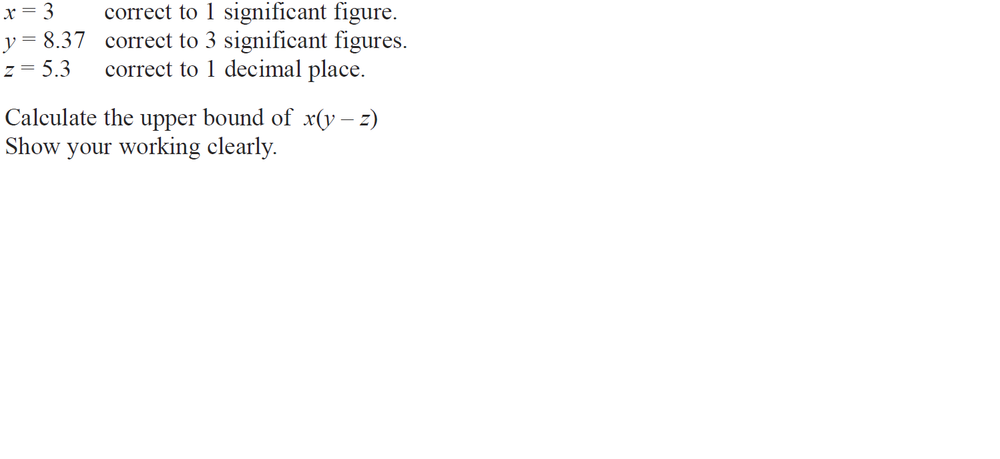 x = 3 correct to 1 significant figure.
y = 8.37 correct to 3 significant figures.
z = 5.3 correct to 1 decimal place.
Calculate the upper bound of x(y – z)
Show your working clearly.